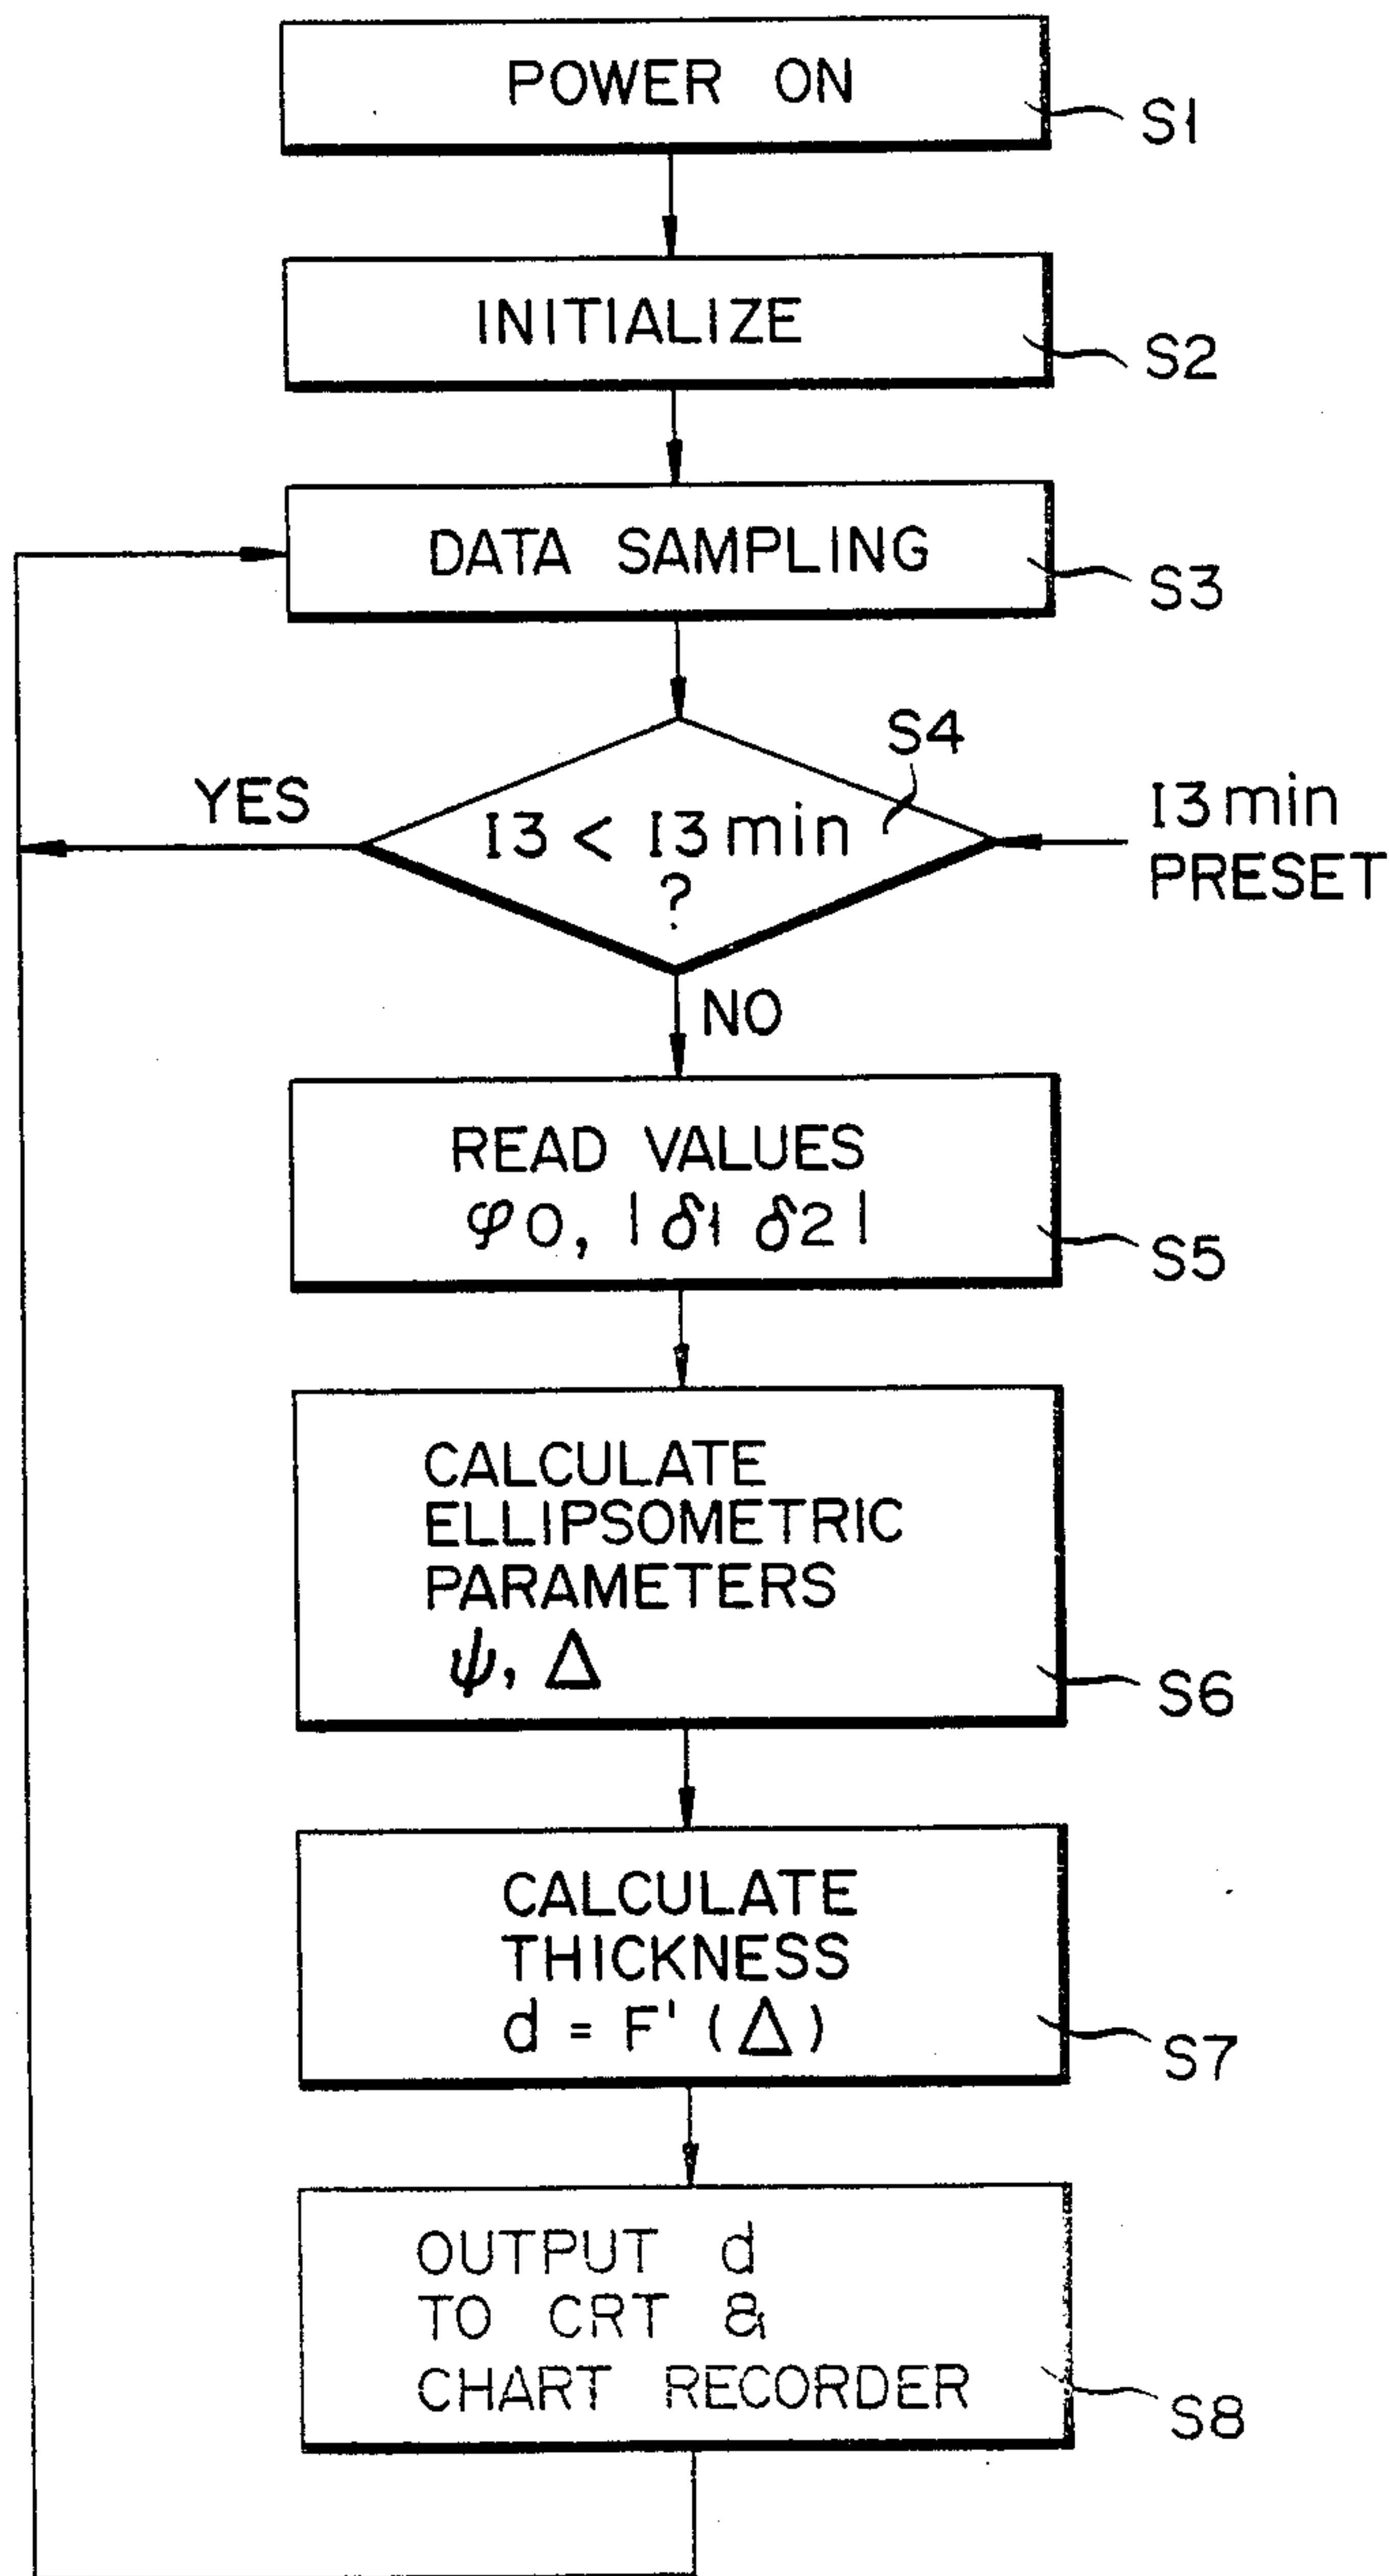 POWER ON
S1
INITIALIZE
S2
DATA SAMPLING
S3
S4
YES
I3 < I3 min
?
I3 min
PRESET
NO
READ VALUES
φ0, | δ1 δ2 |
S5
CALCULATE
ELLIPSOMETRIC
PARAMETERS
ψ, Δ
S6
CALCULATE
THICKNESS
d = F' (Δ)
S7
OUTPUT d
TO CRT &
CHART RECORDER
S8